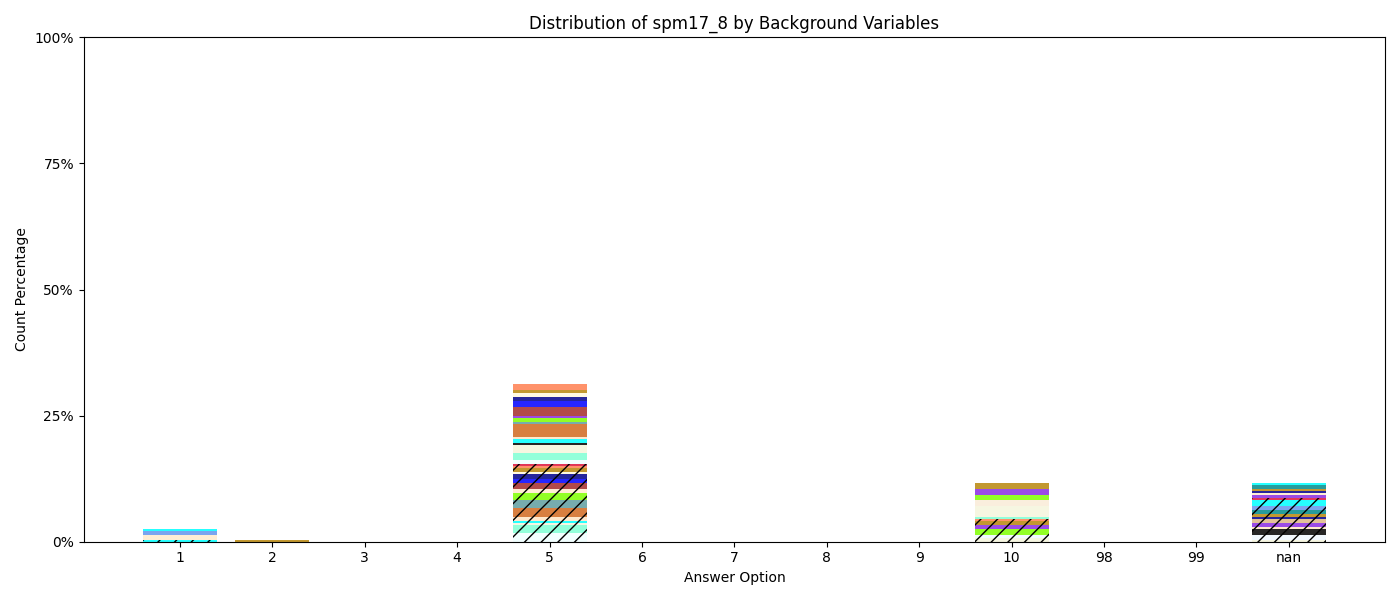 Distribution of spm17_8 by Background Variables
100%
75%
50%
25%
0%
Count Percentage
1 2 3 4 5 6 7 8 9 10 98 99 nan
Answer Option